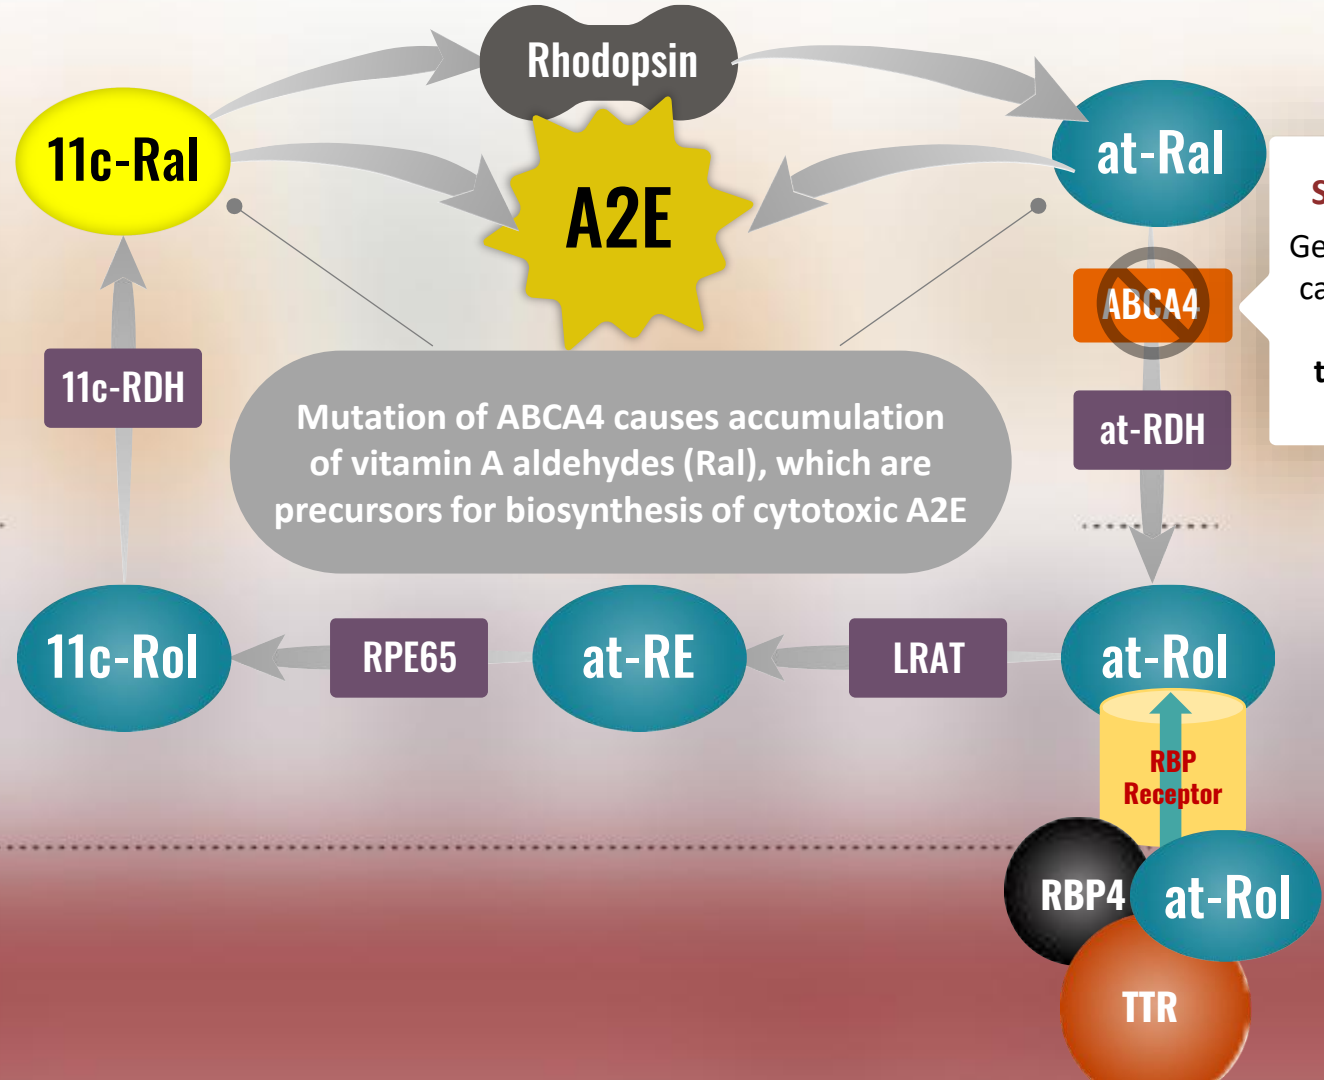 Rhodopsin
11c-Ral
at-Ral
A2E
ABCA4
11c-RDH
at-RDH
Mutation of ABCA4 causes accumulation
of vitamin A aldehydes (Ral), which are
precursors for biosynthesis of cytotoxic A2E
11c-Rol
RPE65
at-RE
LRAT
at-Rol
RBP
Receptor
RBP4
at-Rol
TTR